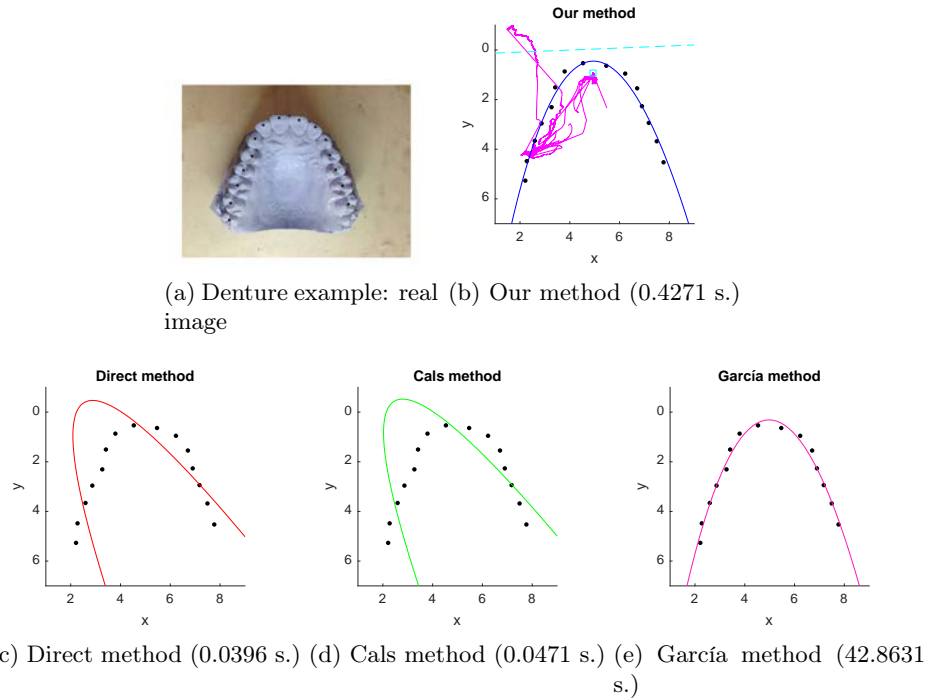 Our method
0
2
4
6
y
2 4 6 8
x
(a) Denture example: real (b) Our method (0.4271 s.)
image
Direct method
0
2
4
6
y
2 4 6 8
x
Cals method
0
2
4
6
y
2 4 6 8
x
García method
0
2
4
6
y
2 4 6 8
x
c) Direct method (0.0396 s.) (d) Cals method (0.0471 s.) (e) García method (42.8631
s.)